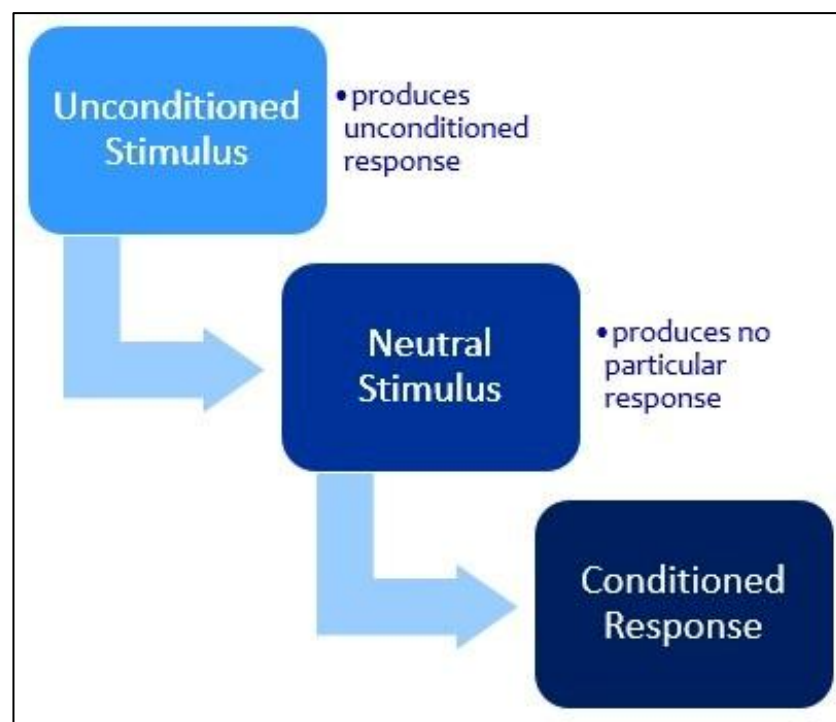 Unconditioned
Stimulus
•produces
unconditioned
response
Neutral
Stimulus
•produces no
particular
response
Conditioned
Response